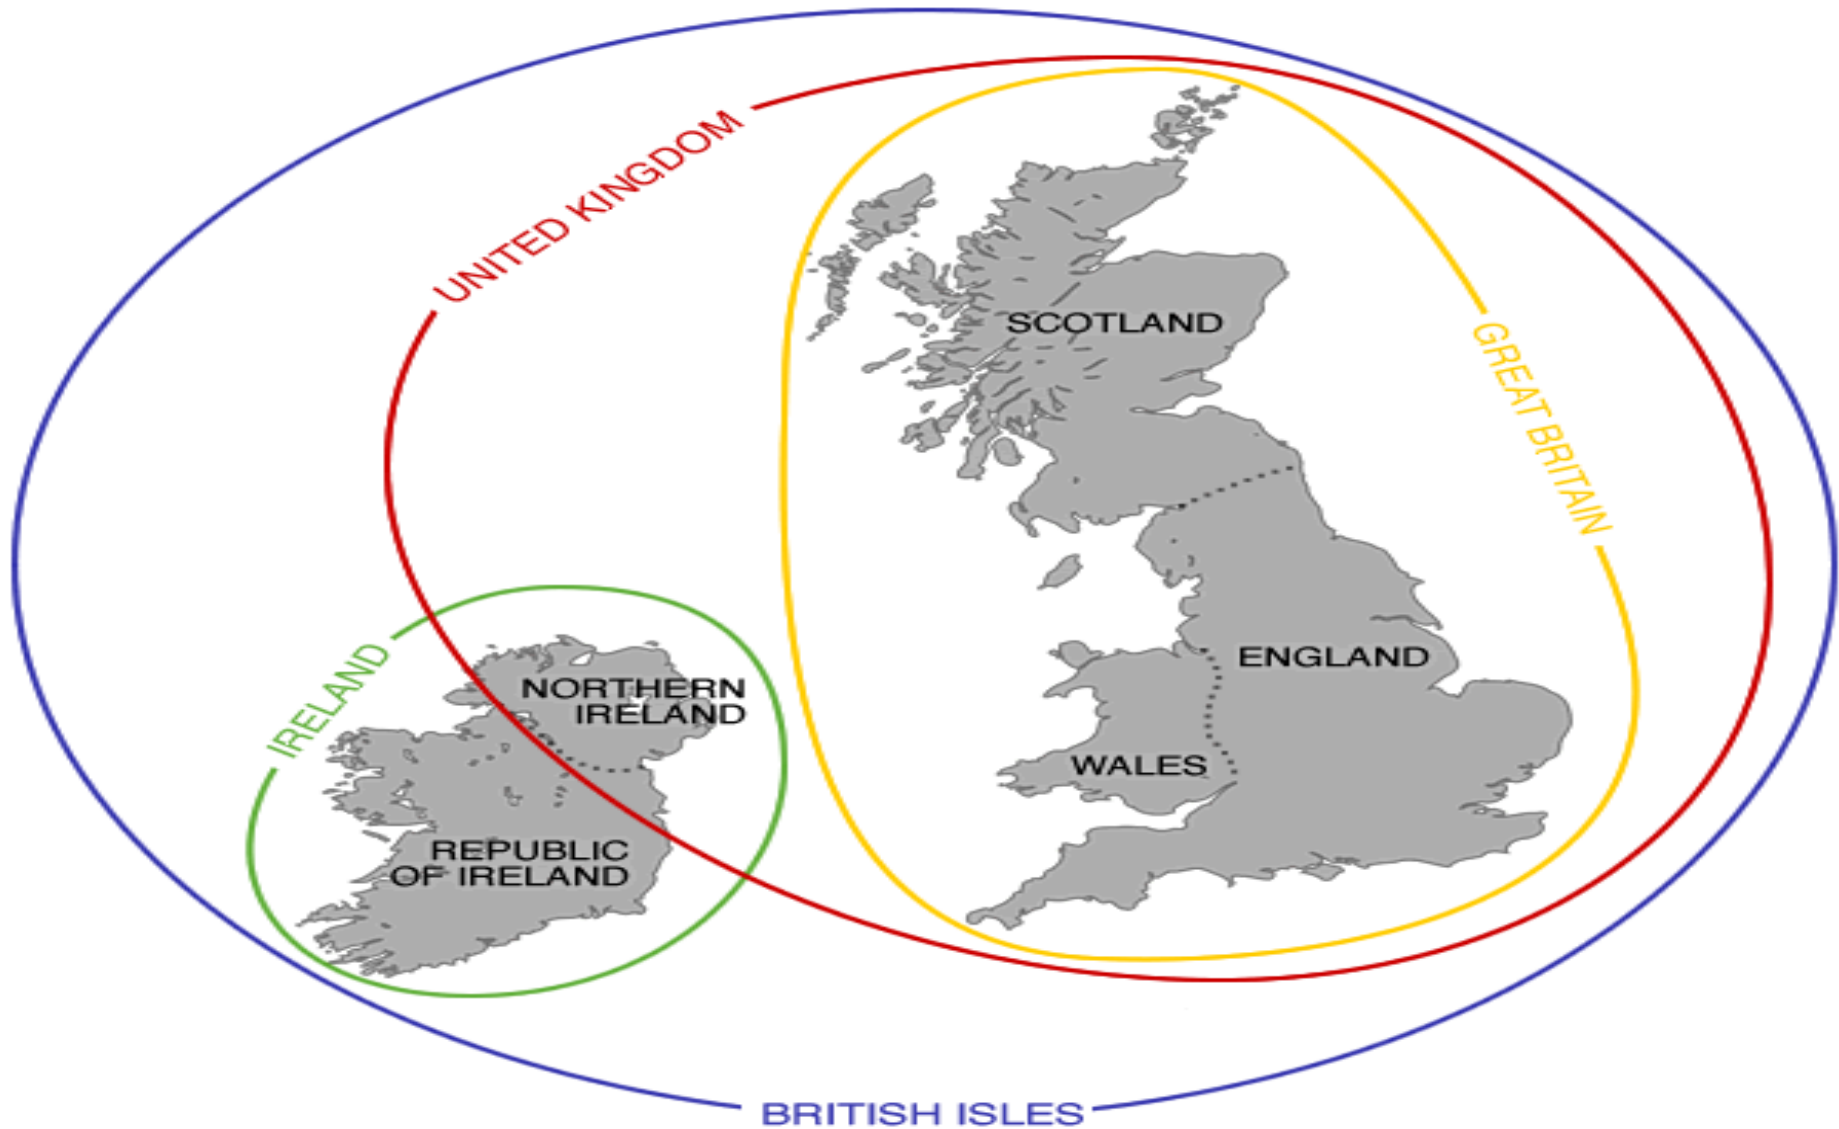 UNITED KINGDOM
SCOTLAND
GREAT BRITAIN
IRELAND
ENGLAND
NORTHERN
IRELAND
WALES
REPUBLIC
OF IRELAND
BRITISH ISLES